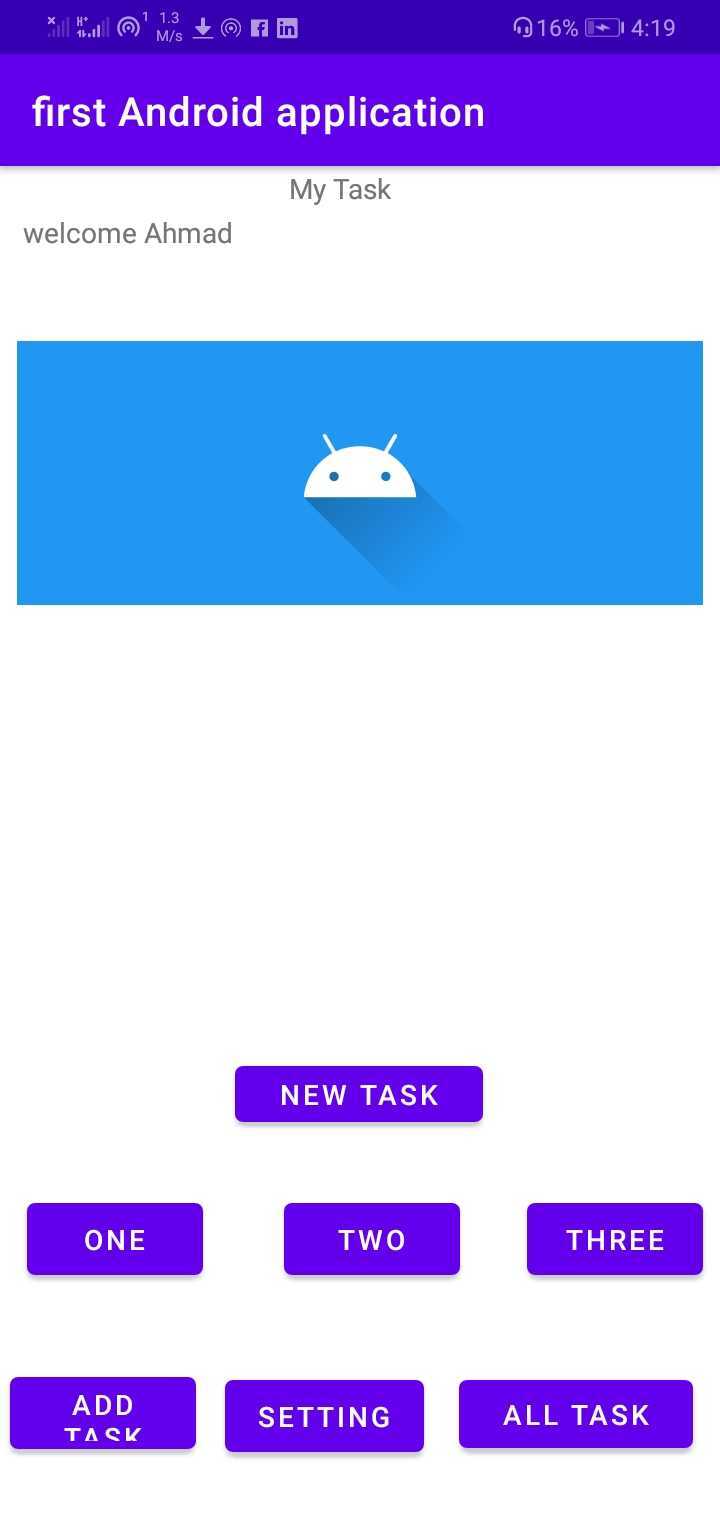 1 1.3 M/s 16% 4:19
first Android application
My Task
welcome Ahmad
NEW TASK
ONE TWO THREE
ADD TASK
SETTING
ALL TASK